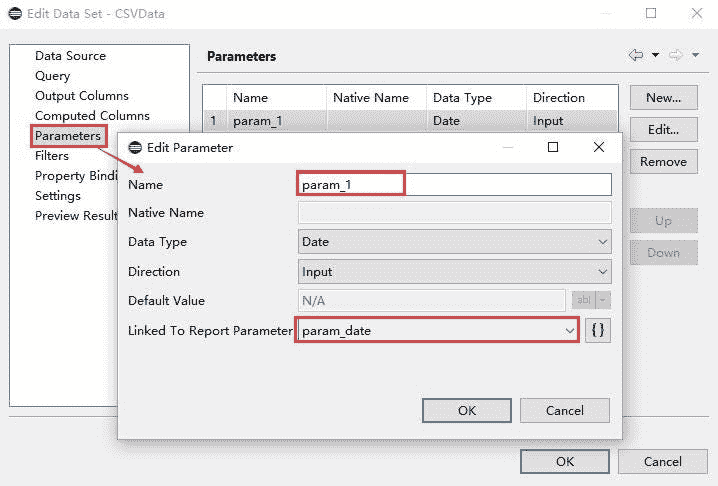 Edit Data Set - CSVData
Data Source
Query
Output Columns
Computed Columns
Parameters
Filters
Property Bindi
Settings
Preview Result
Parameters
Name Native Name Data Type Direction
1 param_1 Date Input
New...
Edit...
Remove
Up
Down
Edit Parameter
Name param_1
Native Name
Data Type Date
Direction Input
Default Value N/A ab|
Linked To Report Parameter param_date {}
OK Cancel
OK Cancel